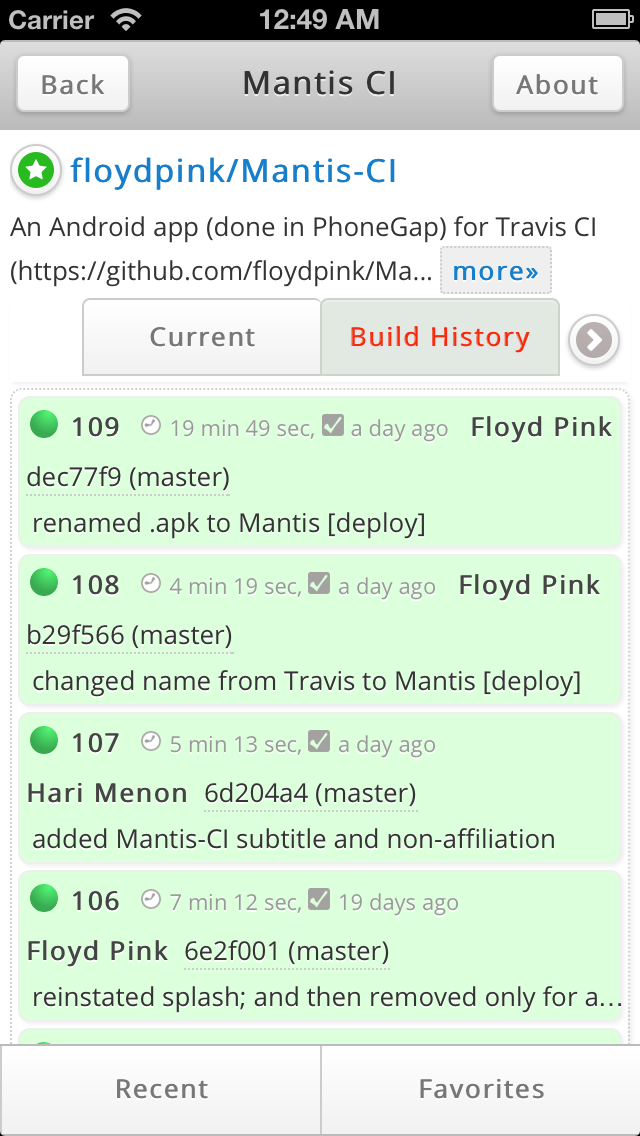 Carrier 12:49 AM
Back Mantis CI About
floydpink/Mantis-CI
An Android app (done in PhoneGap) for Travis CI
(https://github.com/floydpink/Ma... more»
Current Build History
109 19 min 49 sec, a day ago Floyd Pink
dec77f9 (master)
renamed .apk to Mantis [deploy]
108 4 min 19 sec, a day ago Floyd Pink
b29f566 (master)
changed name from Travis to Mantis [deploy]
107 5 min 13 sec, a day ago
Hari Menon 6d204a4 (master)
added Mantis-CI subtitle and non-affiliation
106 7 min 12 sec, 19 days ago
Floyd Pink 6e2f001 (master)
reinstated splash; and then removed only for a...
Recent Favorites